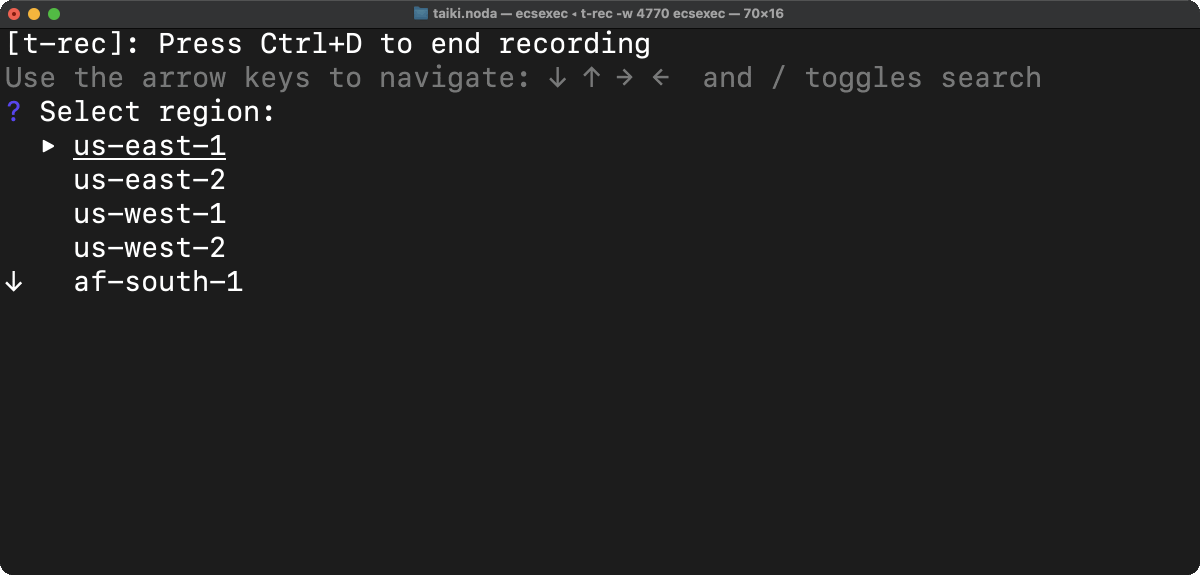 taiki.noda — ecsexec ◂ t-rec -w 4770 ecsexec — 70×16
[t-rec]: Press Ctrl+D to end recording
Use the arrow keys to navigate: ↓ ↑ → ←  and / toggles search
? Select region:
▸ us-east-1
us-east-2
us-west-1
us-west-2
↓ af-south-1